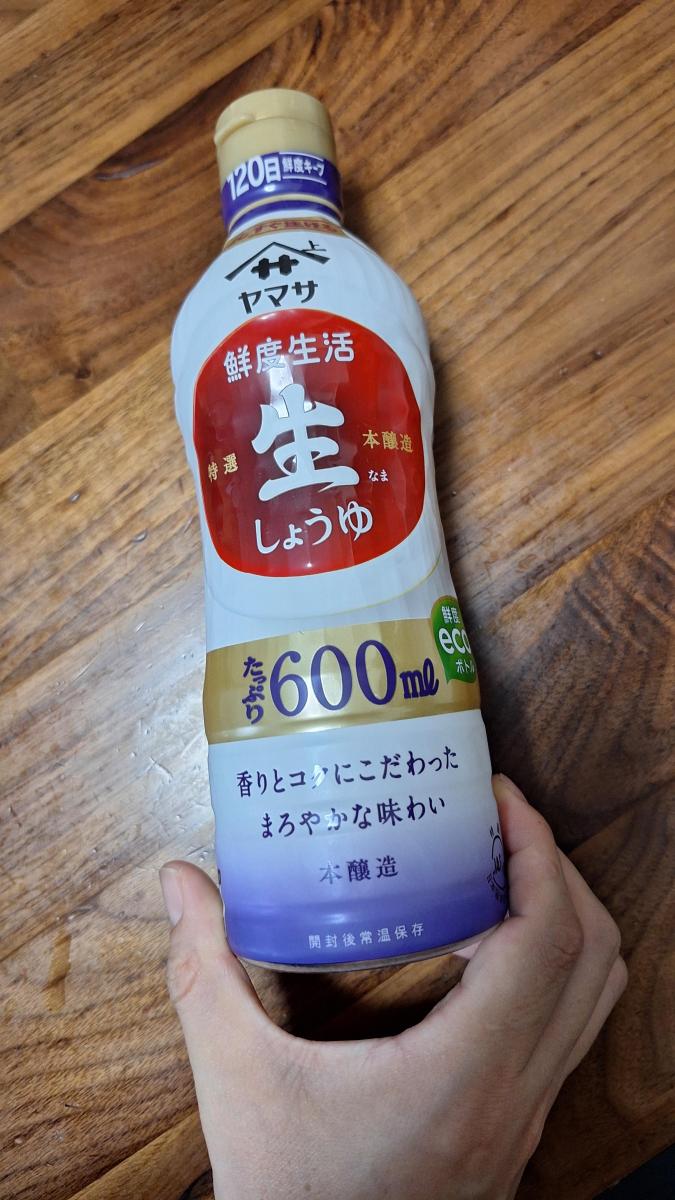 120日鮮度キープ
上
ヤマサ
鮮度生活
特選
生
なま
本醸造
しょうゆ
たっぷり600ml
鮮度
eco
ボトル
香りとコクにこだわった
まろやかな味わい
本醸造
開封後常温保存